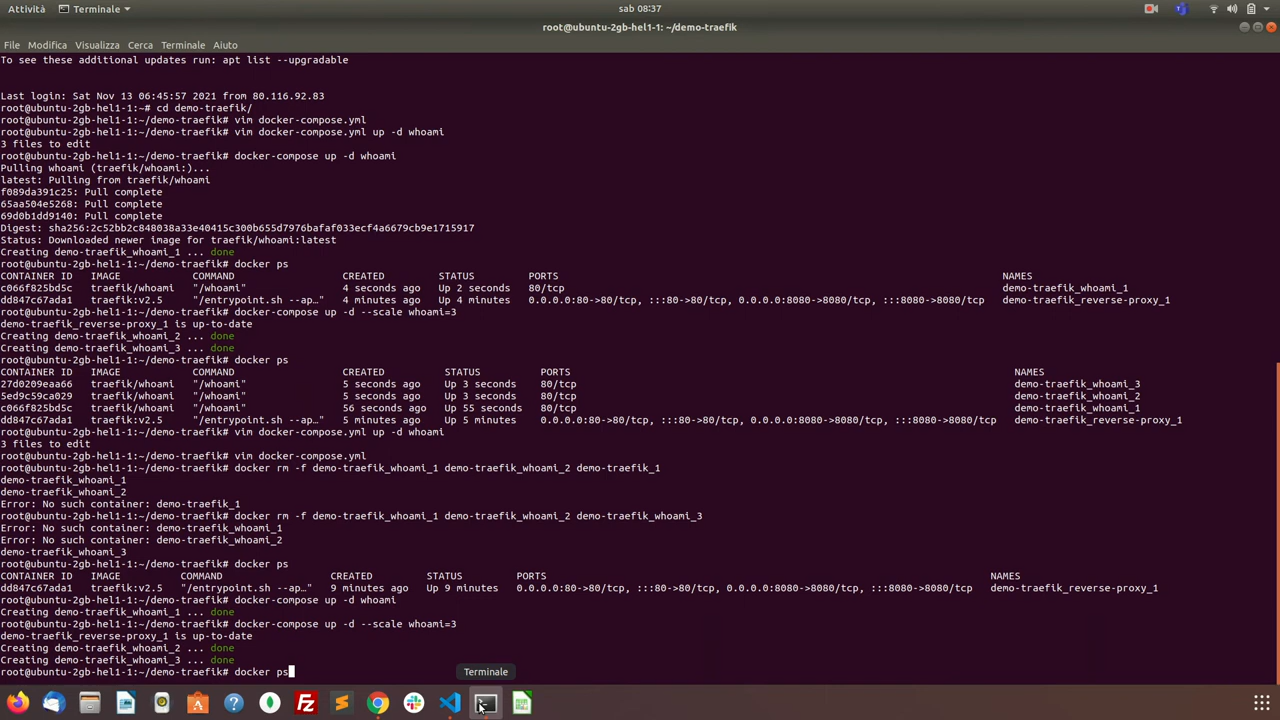 Attività
Terminale
sab 08:37
root@ubuntu-2gb-hel1-1: ~/demo-traefik
File Modifica Visualizza Cerca Terminale Aiuto
To see these additional updates run: apt list --upgradable
Last login: Sat Nov 13 06:45:57 2021 from 80.116.92.83
root@ubuntu-2gb-hel1-1:~# cd demo-traefik/
root@ubuntu-2gb-hel1-1:~/demo-traefik# vim docker-compose.yml
root@ubuntu-2gb-hel1-1:~/demo-traefik# vim docker-compose.yml up -d whoami
3 files to edit
root@ubuntu-2gb-hel1-1:~/demo-traefik# docker-compose up -d whoami
Pulling whoami (traefik/whoami:)...
latest: Pulling from traefik/whoami
f089da391c25: Pull complete
65aa504e5268: Pull complete
69d0b1dd9140: Pull complete
Digest: sha256:2c52bb2c848038a33e40415c300b655d7976bafaf033ecf4a6679cb9e1715917
Status: Downloaded newer image for traefik/whoami:latest
Creating demo-traefik_whoami_1 ... done
root@ubuntu-2gb-hel1-1:~/demo-traefik# docker ps
CONTAINER ID IMAGE COMMAND CREATED STATUS PORTS NAMES
c066f825bd5c traefik/whoami "/whoami" 4 seconds ago Up 2 seconds 80/tcp demo-traefik_whoami_1
dd847c67ada1 traefik:v2.5 "/entrypoint.sh --ap…" 4 minutes ago Up 4 minutes 0.0.0.0:80->80/tcp, :::80->80/tcp, 0.0.0.0:8080->8080/tcp, :::8080->8080/tcp demo-traefik_reverse-proxy_1
root@ubuntu-2gb-hel1-1:~/demo-traefik# docker-compose up -d --scale whoami=3
demo-traefik_reverse-proxy_1 is up-to-date
Creating demo-traefik_whoami_2 ... done
Creating demo-traefik_whoami_3 ... done
root@ubuntu-2gb-hel1-1:~/demo-traefik# docker ps
CONTAINER ID IMAGE COMMAND CREATED STATUS PORTS NAMES
27d0209eaa66 traefik/whoami "/whoami" 5 seconds ago Up 3 seconds 80/tcp demo-traefik_whoami_3
5ed9c59ca029 traefik/whoami "/whoami" 5 seconds ago Up 3 seconds 80/tcp demo-traefik_whoami_2
c066f825bd5c traefik/whoami "/whoami" 56 seconds ago Up 55 seconds 80/tcp demo-traefik_whoami_1
dd847c67ada1 traefik:v2.5 "/entrypoint.sh --ap…" 5 minutes ago Up 5 minutes 0.0.0.0:80->80/tcp, :::80->80/tcp, 0.0.0.0:8080->8080/tcp, :::8080->8080/tcp demo-traefik_reverse-proxy_1
root@ubuntu-2gb-hel1-1:~/demo-traefik# vim docker-compose.yml up -d whoami
3 files to edit
root@ubuntu-2gb-hel1-1:~/demo-traefik# vim docker-compose.yml
root@ubuntu-2gb-hel1-1:~/demo-traefik# docker rm -f demo-traefik_whoami_1 demo-traefik_whoami_2 demo-traefik_1
demo-traefik_whoami_1
demo-traefik_whoami_2
Error: No such container: demo-traefik_1
root@ubuntu-2gb-hel1-1:~/demo-traefik# docker rm -f demo-traefik_whoami_1 demo-traefik_whoami_2 demo-traefik_whoami_3
Error: No such container: demo-traefik_whoami_1
Error: No such container: demo-traefik_whoami_2
demo-traefik_whoami_3
root@ubuntu-2gb-hel1-1:~/demo-traefik# docker ps
CONTAINER ID IMAGE COMMAND CREATED STATUS PORTS NAMES
dd847c67ada1 traefik:v2.5 "/entrypoint.sh --ap…" 9 minutes ago Up 9 minutes 0.0.0.0:80->80/tcp, :::80->80/tcp, 0.0.0.0:8080->8080/tcp, :::8080->8080/tcp demo-traefik_reverse-proxy_1
root@ubuntu-2gb-hel1-1:~/demo-traefik# docker-compose up -d whoami
Creating demo-traefik_whoami_1 ... done
root@ubuntu-2gb-hel1-1:~/demo-traefik# docker-compose up -d --scale whoami=3
demo-traefik_reverse-proxy_1 is up-to-date
Creating demo-traefik_whoami_2 ... done
Creating demo-traefik_whoami_3 ... done
root@ubuntu-2gb-hel1-1:~/demo-traefik# docker ps
Terminale